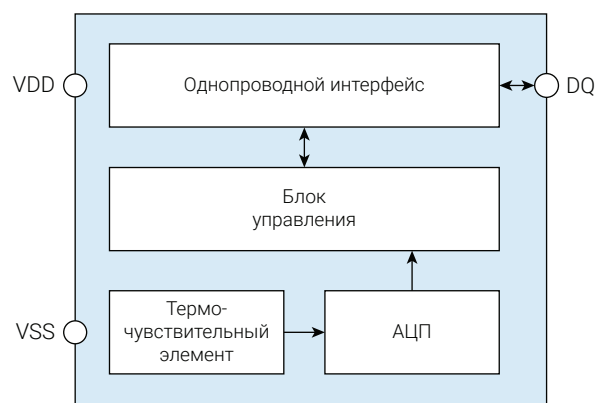 VDD
Однопроводной интерфейс
DQ
Блок
управления
VSS
Термо-
чувствительный
элемент
АЦП